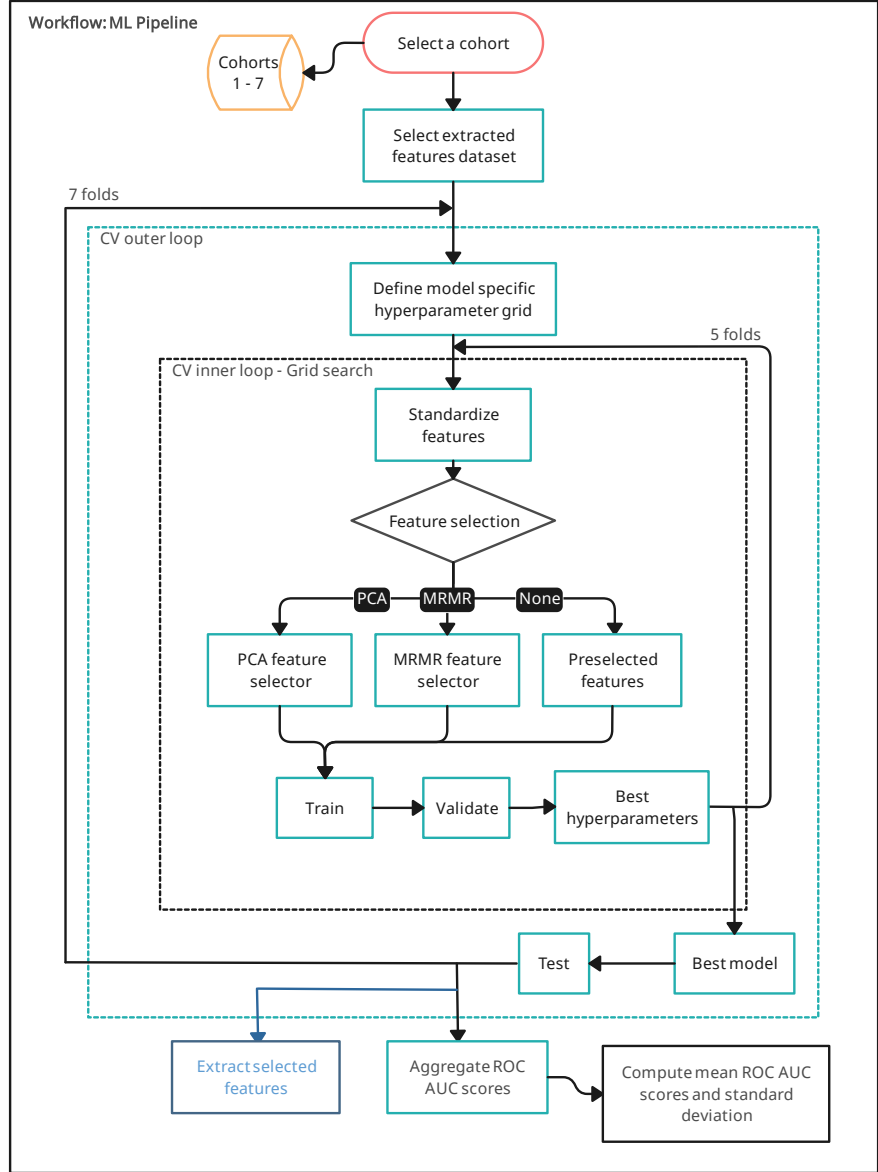 Workflow: ML Pipeline
Select a cohort
Cohorts
1 - 7
Select extracted
features dataset
7 folds
CV outer loop
Define model specific
hyperparameter grid
5 folds
CV inner loop - Grid search
Standardize
features
Feature selection
PCA
MRMR
None
PCA feature
selector
MRMR feature
selector
Preselected
features
Train
Validate
Best
hyperparameters
Test
Best model
Extract selected
features
Aggregate ROC
AUC scores
Compute mean ROC AUC
scores and standard
deviation